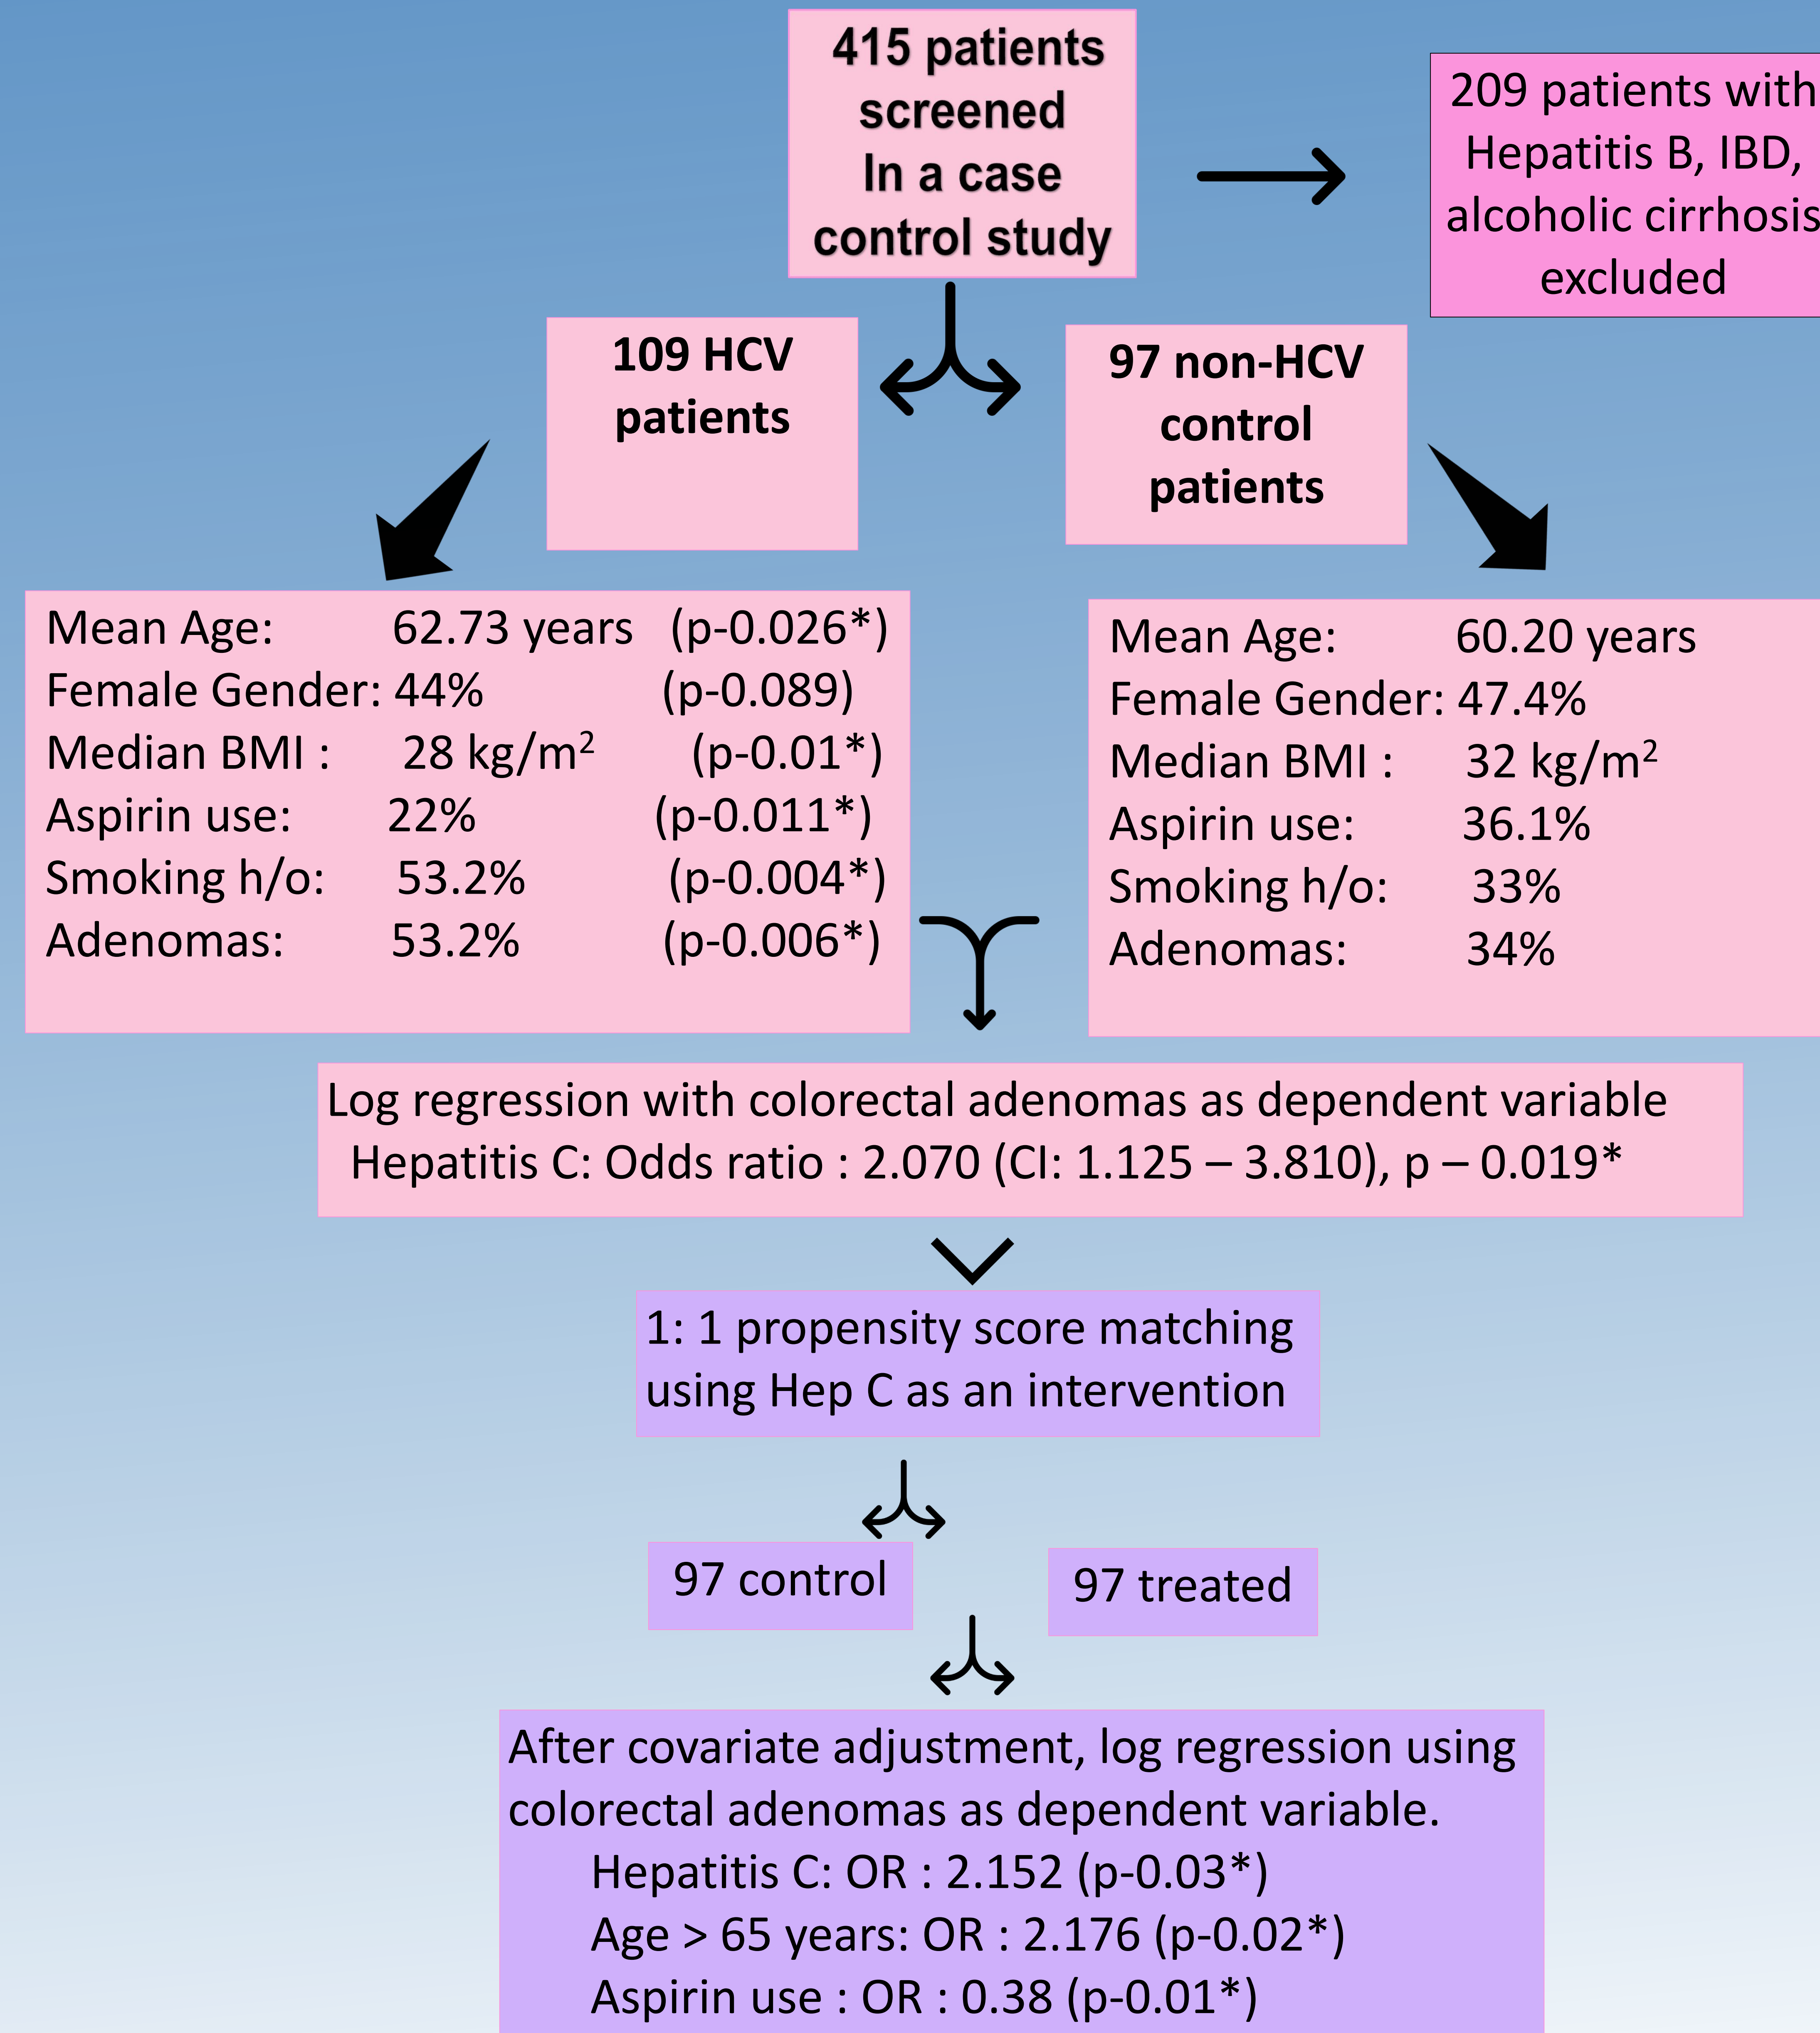 415 patients
screened
In a case
control study
209 patients with
Hepatitis B, IBD,
alcoholic cirrhosis
excluded
109 HCV
patients
97 non-HCV
control
patients
Mean Age: 62.73 years (p-0.026*)
Female Gender: 44% (p-0.089)
Median BMI : 28 kg/m² (p-0.01*)
Aspirin use: 22% (p-0.011*)
Smoking h/o: 53.2% (p-0.004*)
Adenomas: 53.2% (p-0.006*)
Mean Age: 60.20 years
Female Gender: 47.4%
Median BMI : 32 kg/m²
Aspirin use: 36.1%
Smoking h/o: 33%
Adenomas: 34%
Log regression with colorectal adenomas as dependent variable
Hepatitis C: Odds ratio : 2.070 (CI: 1.125 – 3.810), p – 0.019*
1: 1 propensity score matching
using Hep C as an intervention
97 control
97 treated
After covariate adjustment, log regression using
colorectal adenomas as dependent variable.
Hepatitis C: OR : 2.152 (p-0.03*)
Age > 65 years: OR : 2.176 (p-0.02*)
Aspirin use : OR : 0.38 (p-0.01*)